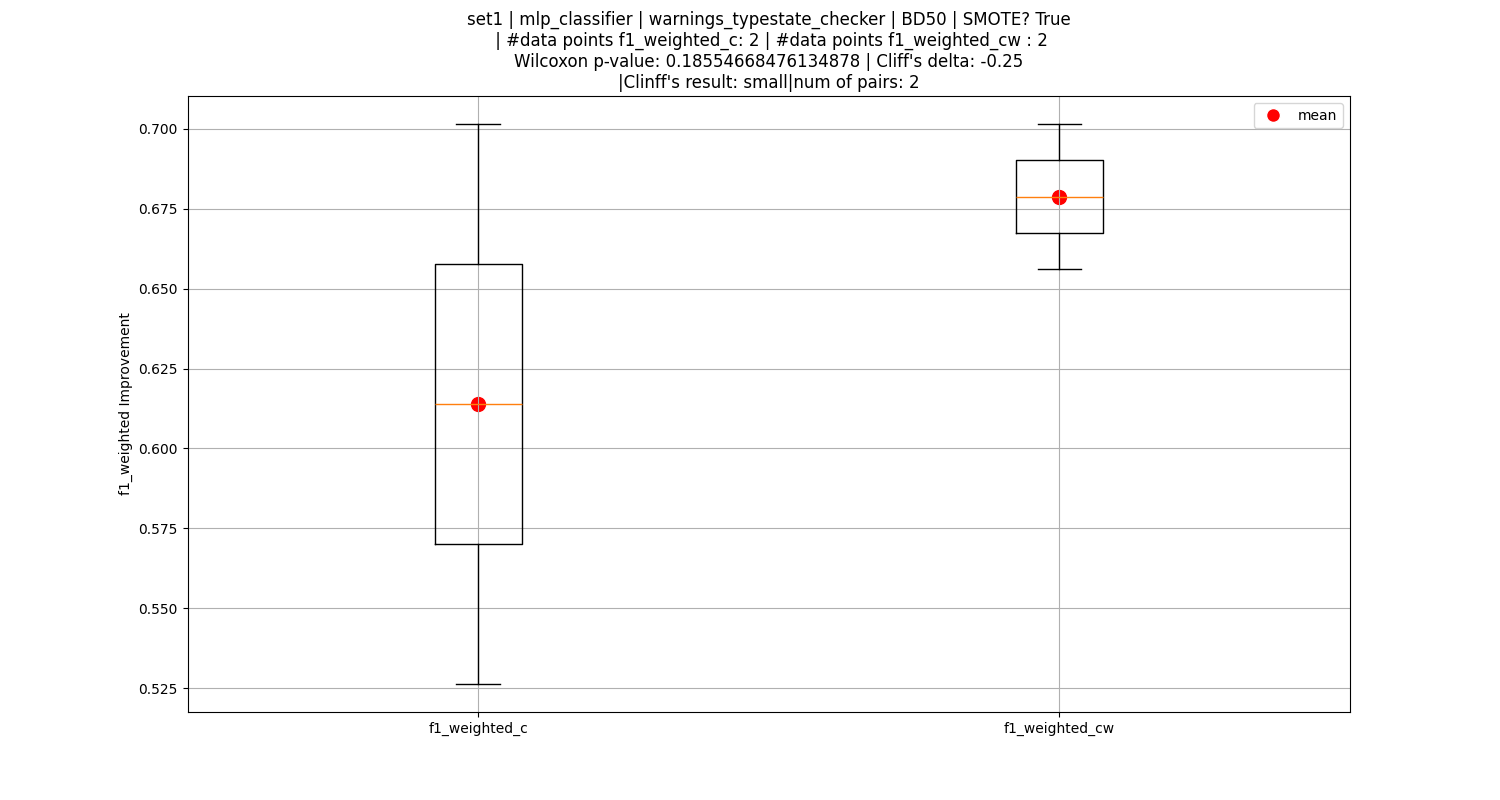 set1 | mlp_classifier | warnings_typestate_checker | BD50 | SMOTE? True
| #data points f1_weighted_c: 2 | #data points f1_weighted_cw : 2
Wilcoxon p-value: 0.18554668476134878 | Cliff's delta: -0.25
|Clinff's result: small|num of pairs: 2
mean
0.700
0.675
0.650
0.625
0.600
0.575
0.550
0.525
f1_weighted Improvement
f1_weighted_c
f1_weighted_cw